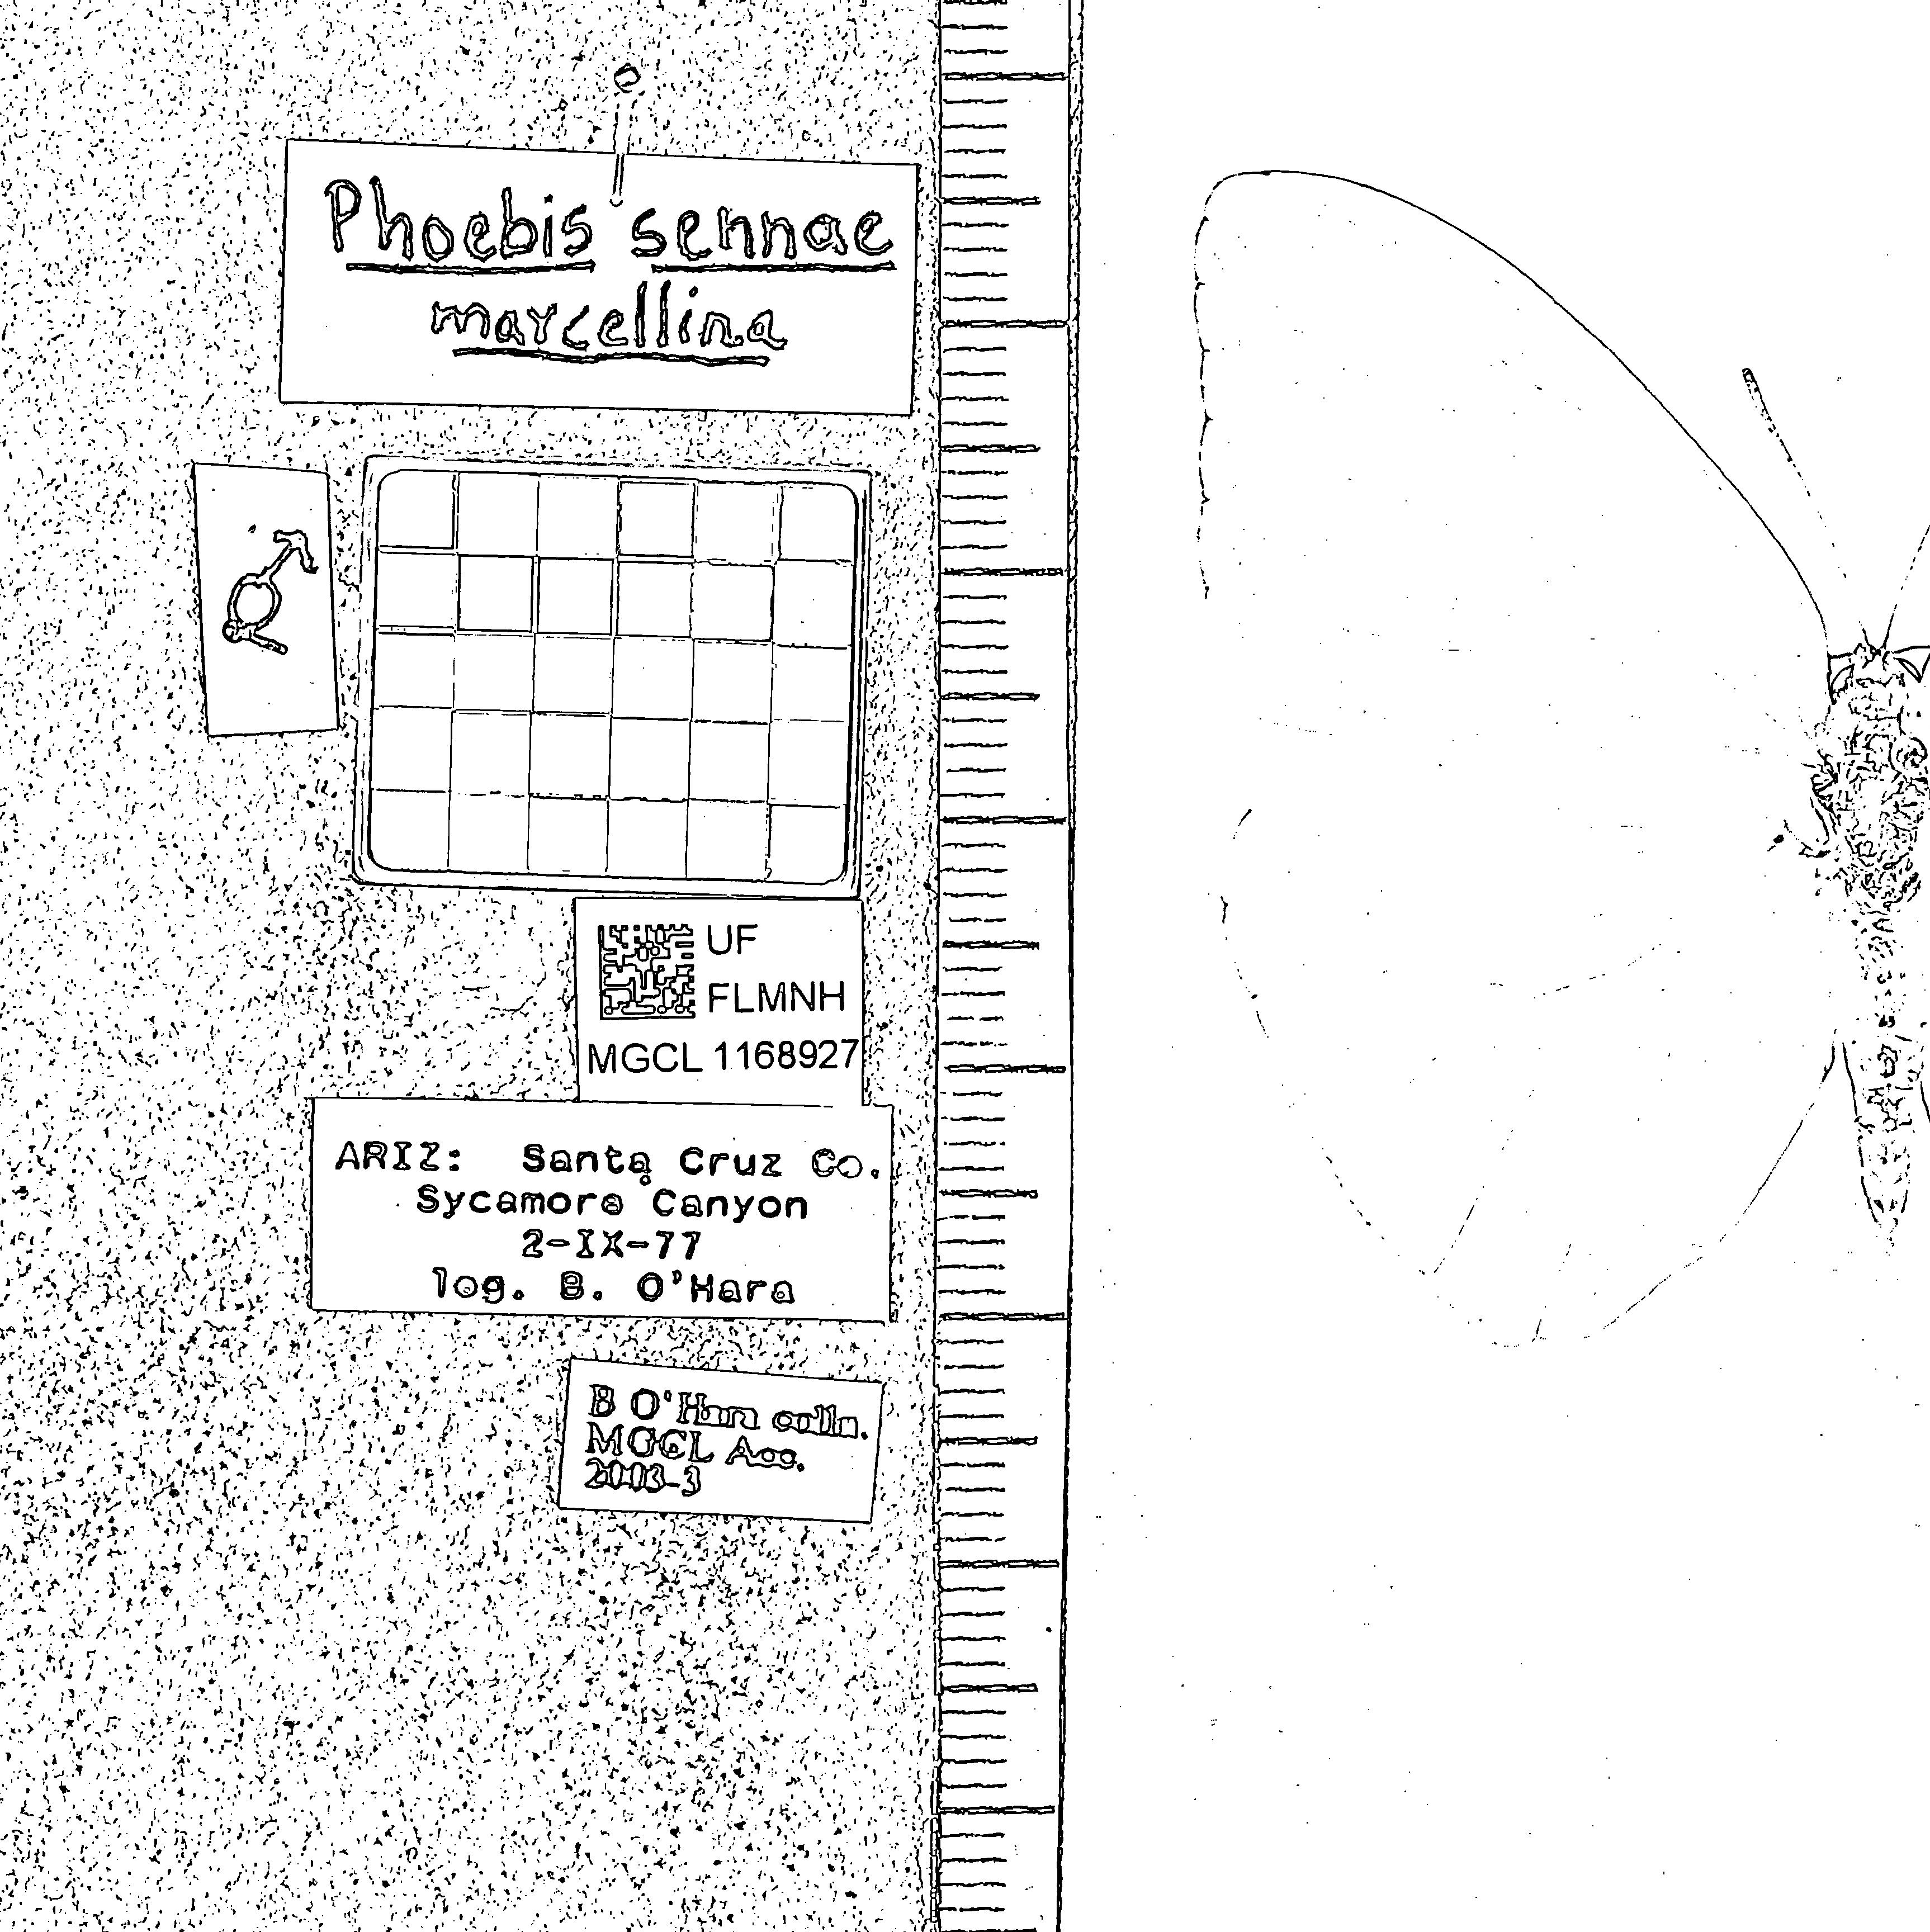 Phoebis sennae
marcellina
♂
UF
FLMNH
MGCL 1168927
ARIZ: Santa Cruz Co.
Sycamore Canyon
2-IX-77
log. B. O'Hara
B O'Hara colln.
MGCL Acc.
2003-3